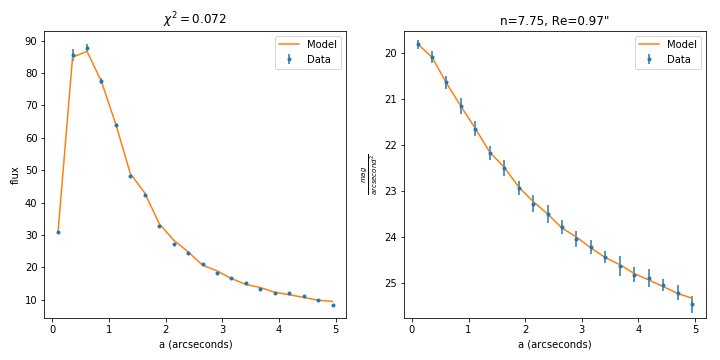 χ² = 0.072
flux
90
80
70
60
50
40
30
20
10
0
1
2
3
4
5
a (arcseconds)
Model
Data
n=7.75, Re=0.97"
mag/arcsecond²
20
21
22
23
24
25
0
1
2
3
4
5
a (arcseconds)
Model
Data